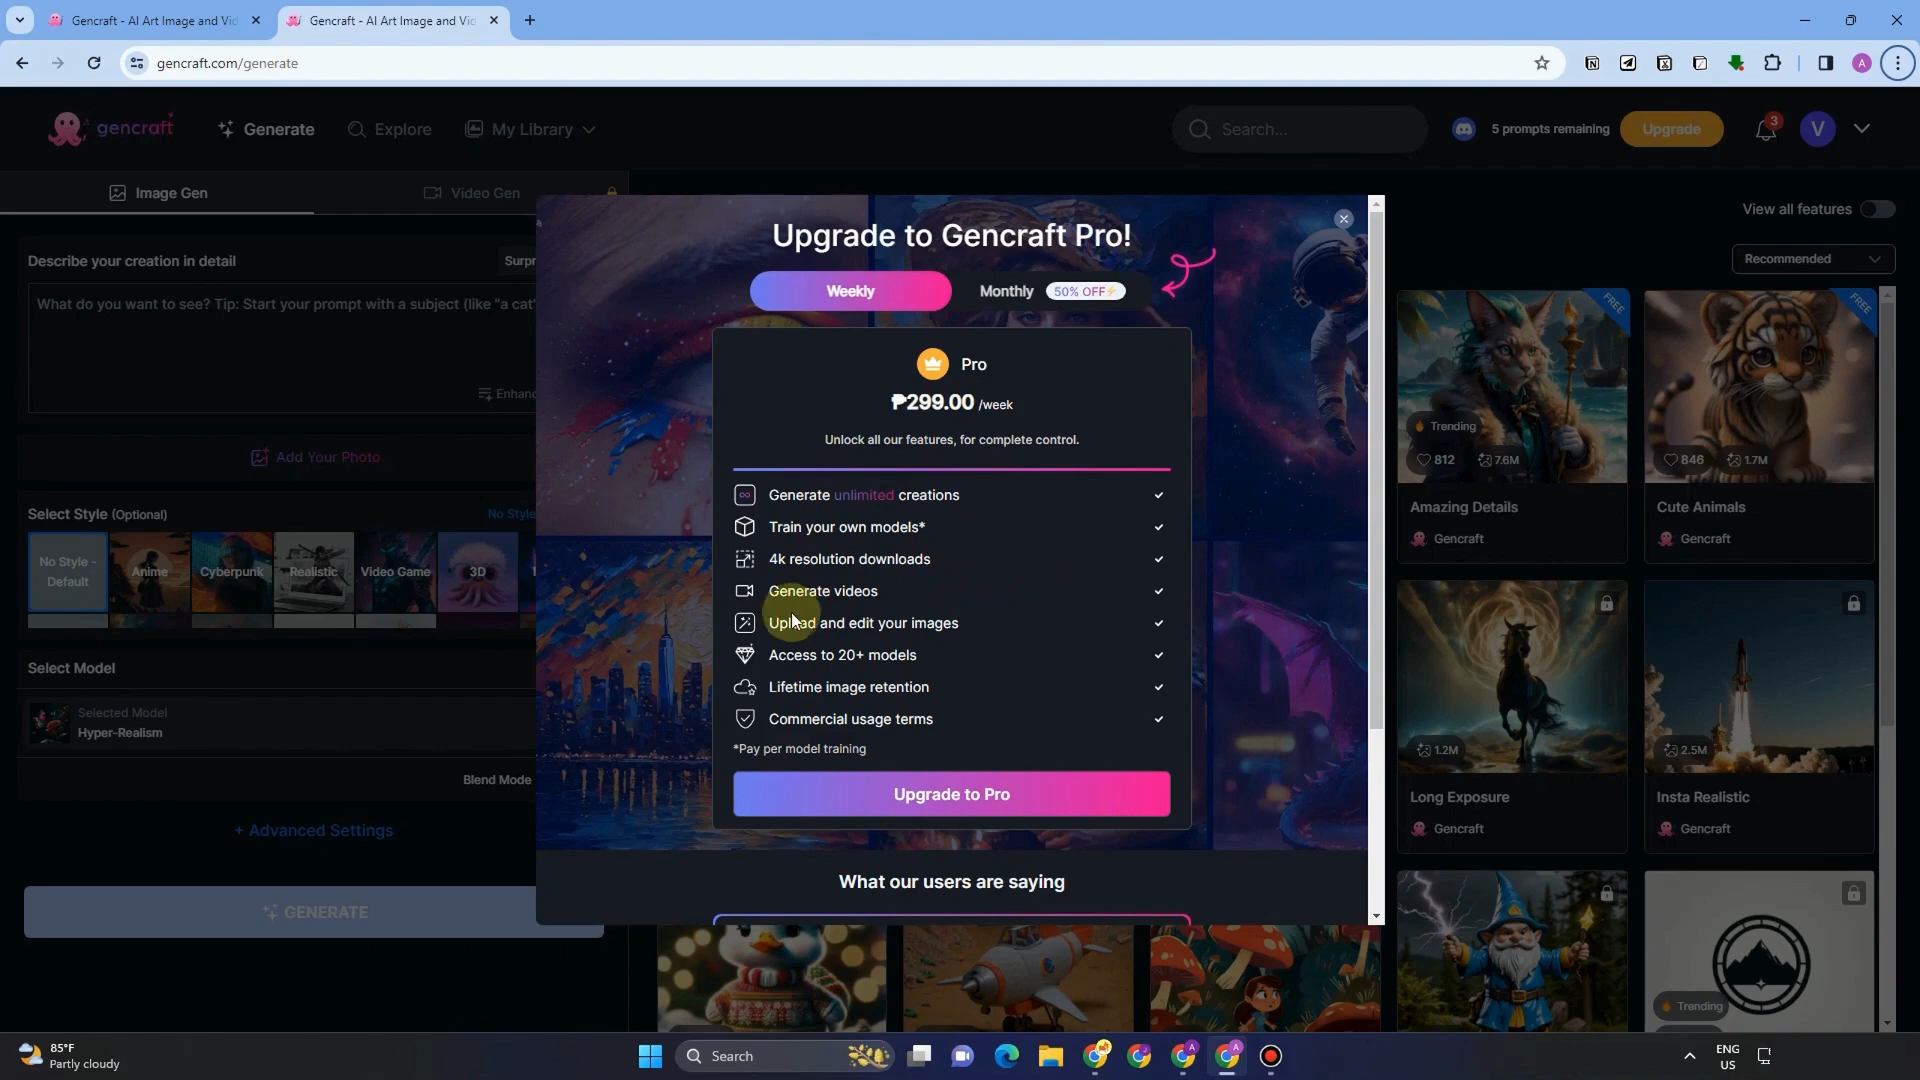 Gencraft - AI Art Image and Vid
Gencraft - AI Art Image and Vid
gencraft.com/generate
A
gencraft
Generate
Explore
My Library
Search...
5 prompts remaining
Upgrade
3
V
Image Gen
Video Gen
View all features
Describe your creation in detail
Surpr
Recommended
What do you want to see? Tip: Start your prompt with a subject (like "a cat"
Enhanc
Add Your Photo
Select Style (Optional)
No Style
No Style -
Default
Anime
Cyberpunk
Realistic
Video Game
3D
Select Model
Selected Model
Hyper-Realism
Blend Mode
+ Advanced Settings
GENERATE
Upgrade to Gencraft Pro!
Weekly
Monthly
50% OFF⚡
Pro
₱299.00 /week
Unlock all our features, for complete control.
Generate unlimited creations
Train your own models*
4k resolution downloads
Generate videos
Upload and edit your images
Access to 20+ models
Lifetime image retention
Commercial usage terms
*Pay per model training
Upgrade to Pro
What our users are saying
FREE
Trending
812
7.6M
Amazing Details
Gencraft
FREE
846
1.7M
Cute Animals
Gencraft
1.2M
Long Exposure
Gencraft
2.5M
Insta Realistic
Gencraft
Trending
85°F
Partly cloudy
Search
ENG
US